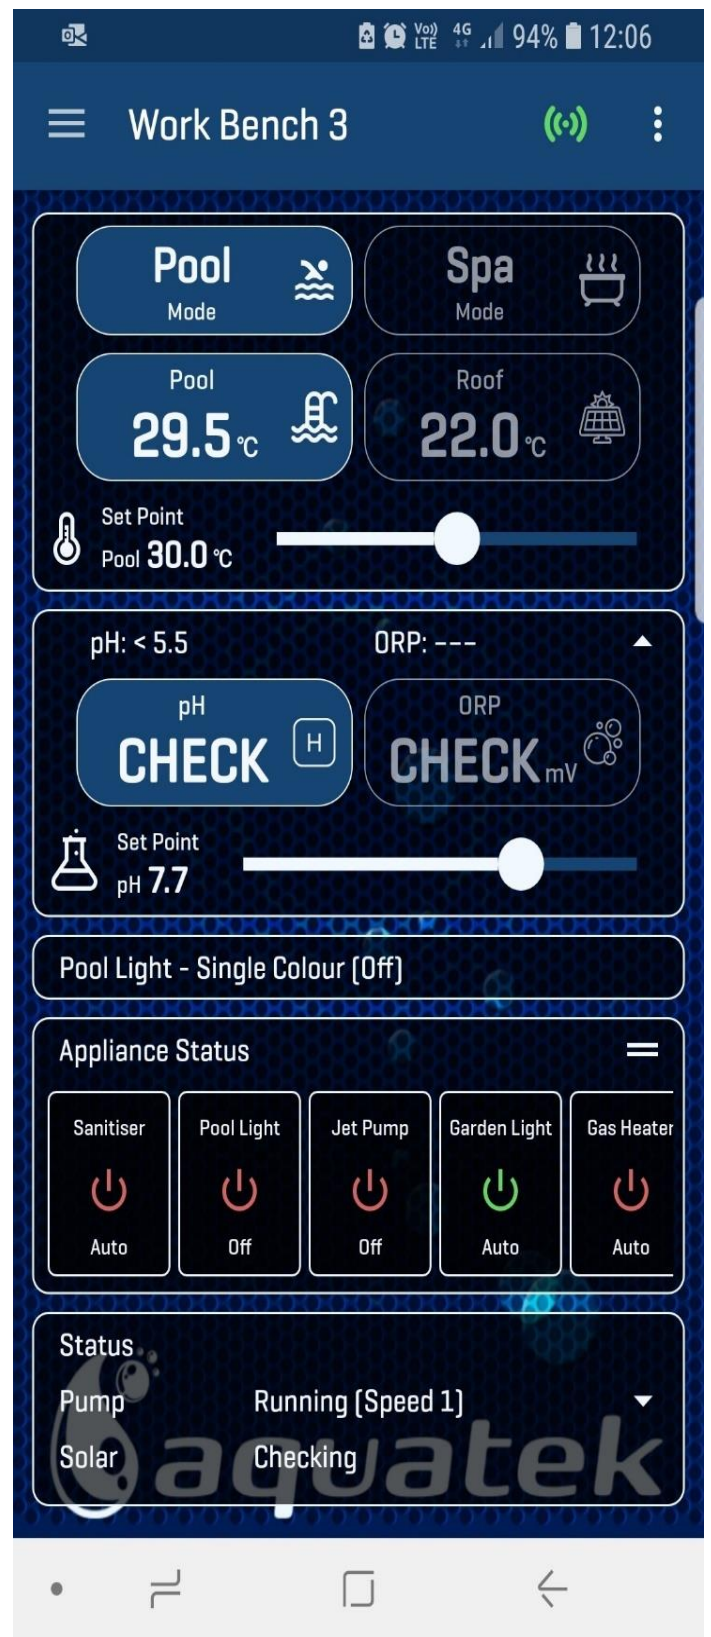 Vo))
LTE
4G
94%
12:06
Work Bench 3
Pool
Mode
Spa
Mode
Pool
29.5 °C
Roof
22.0 °C
Set Point
Pool 30.0 °C
pH: < 5.5
ORP: ---
pH
CHECK
H
ORP
CHECK mV
Set Point
pH 7.7
Pool Light - Single Colour (Off)
Appliance Status
Sanitiser
Pool Light
Jet Pump
Garden Light
Gas Heater
Auto
Off
Off
Auto
Auto
Status
Pump Running (Speed 1)
Solar Checking
aquatek